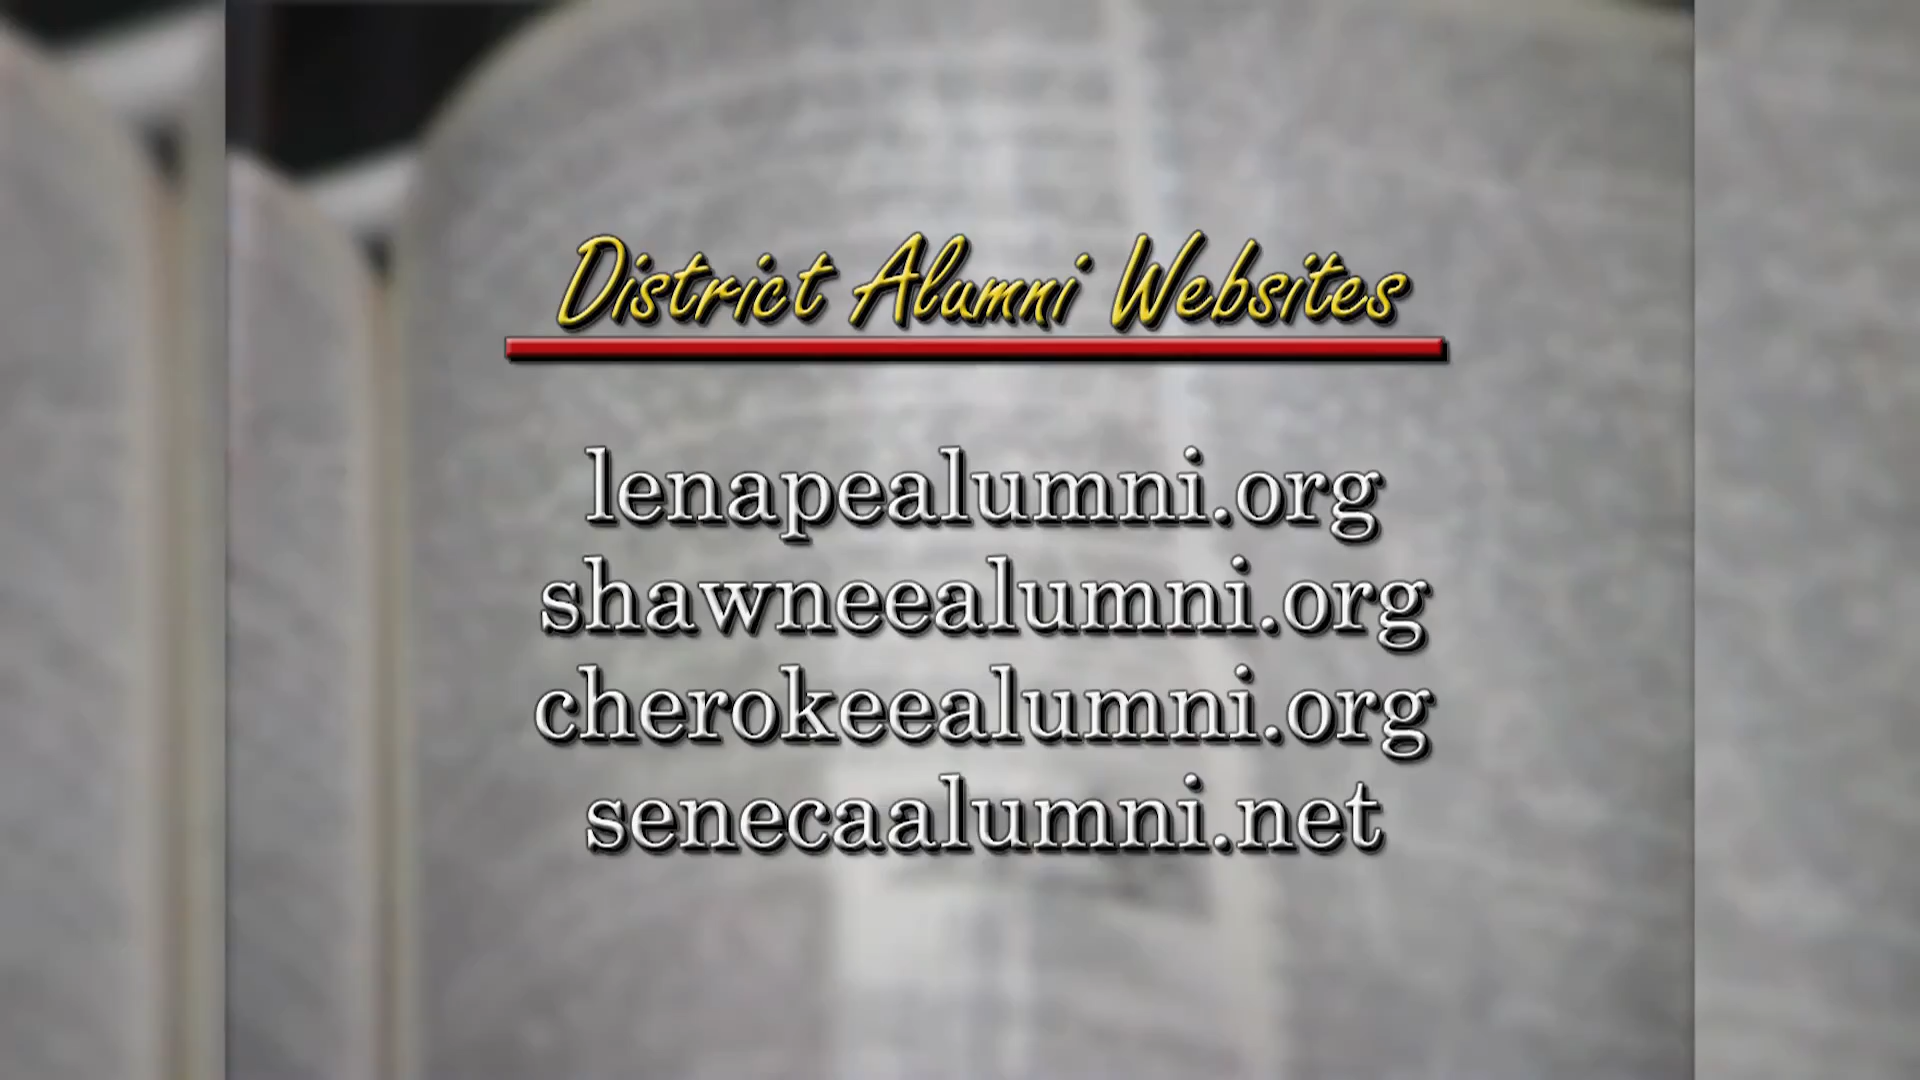 District Alumni Websites
lenapealumni.org
shawneealumni.org
cherokeealumni.org
senecaalumni.net